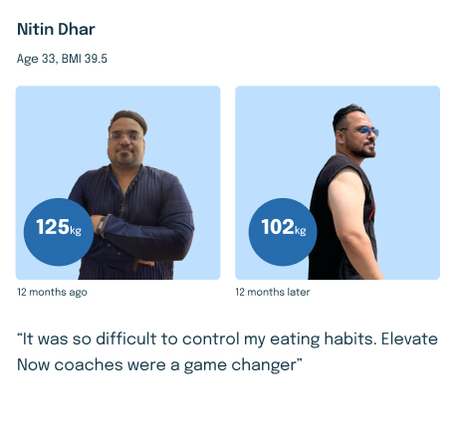 Nitin Dhar
Age 33, BMI 39.5
125kg
102kg
12 months ago
12 months later
“It was so difficult to control my eating habits. Elevate
Now coaches were a game changer”